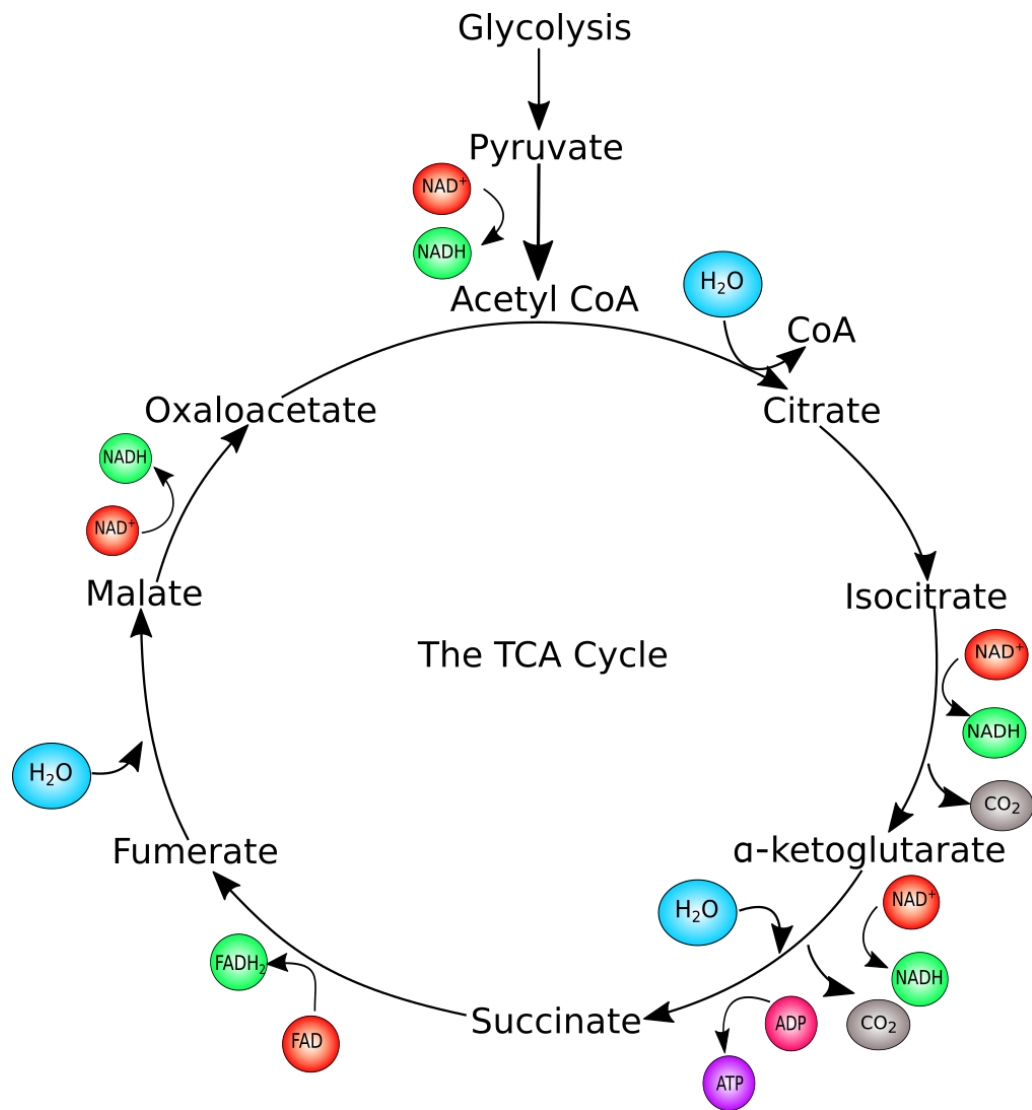 Glycolysis
Pyruvate
NAD⁺
NADH
Acetyl CoA
H₂O
CoA
Oxaloacetate
Citrate
NADH
NAD⁺
Malate
Isocitrate
The TCA Cycle
NAD⁺
NADH
H₂O
CO₂
Fumerate
α-ketoglutarate
NAD⁺
H₂O
FADH₂
NADH
Succinate
ADP
CO₂
FAD
ATP